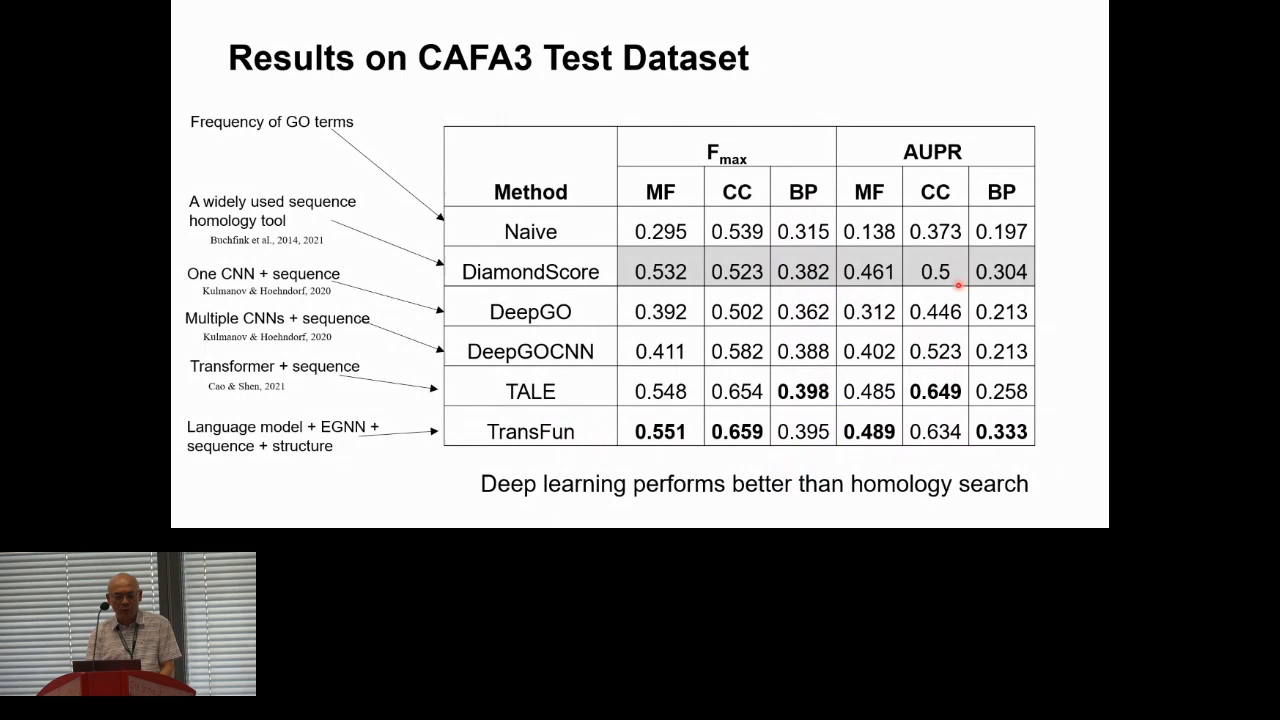 Results on CAFA3 Test Dataset
Frequency of GO terms
A widely used sequence
homology tool
Buchfink et al., 2014, 2021
One CNN + sequence
Kulmanov & Hoehndorf, 2020
Multiple CNNs + sequence
Kulmanov & Hoehndorf, 2020
Transformer + sequence
Cao & Shen, 2021
Language model + EGNN +
sequence + structure
Fmax AUPR
Method MF CC BP MF CC BP
Naive 0.295 0.539 0.315 0.138 0.373 0.197
DiamondScore 0.532 0.523 0.382 0.461 0.5 0.304
DeepGO 0.392 0.502 0.362 0.312 0.446 0.213
DeepGOCNN 0.411 0.582 0.388 0.402 0.523 0.213
TALE 0.548 0.654 0.398 0.485 0.649 0.258
TransFun 0.551 0.659 0.395 0.489 0.634 0.333
Deep learning performs better than homology search